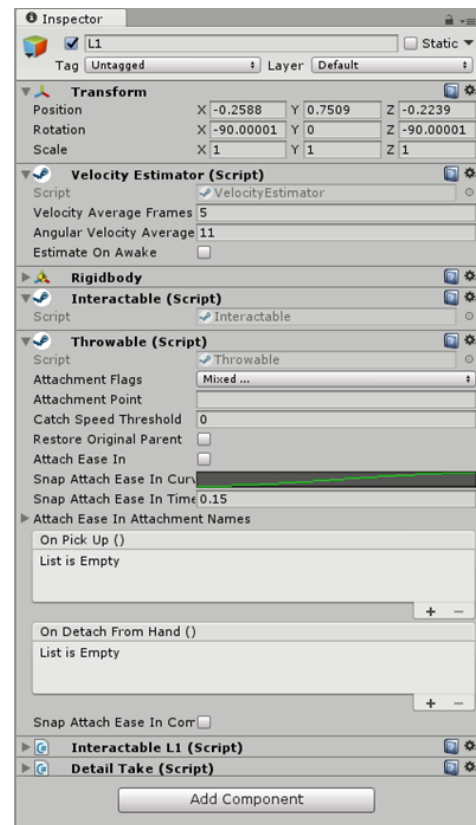 Inspector
L1 Static
Tag Untagged Layer Default
Transform
Position X -0.2588 Y 0.7509 Z -0.2239
Rotation X -90.00001 Y 0 Z -90.00001
Scale X 1 Y 1 Z 1
Velocity Estimator (Script)
Script VelocityEstimator
Velocity Average Frames 5
Angular Velocity Average 11
Estimate On Awake
Rigidbody
Interactable (Script)
Script Interactable
Throwable (Script)
Script Throwable
Attachment Flags Mixed ...
Attachment Point
Catch Speed Threshold 0
Restore Original Parent
Attach Ease In
Snap Attach Ease In Curv
Snap Attach Ease In Time 0.15
Attach Ease In Attachment Names
On Pick Up ()
List is Empty
+ −
On Detach From Hand ()
List is Empty
+ −
Snap Attach Ease In Com
Interactable L1 (Script)
Detail Take (Script)
Add Component